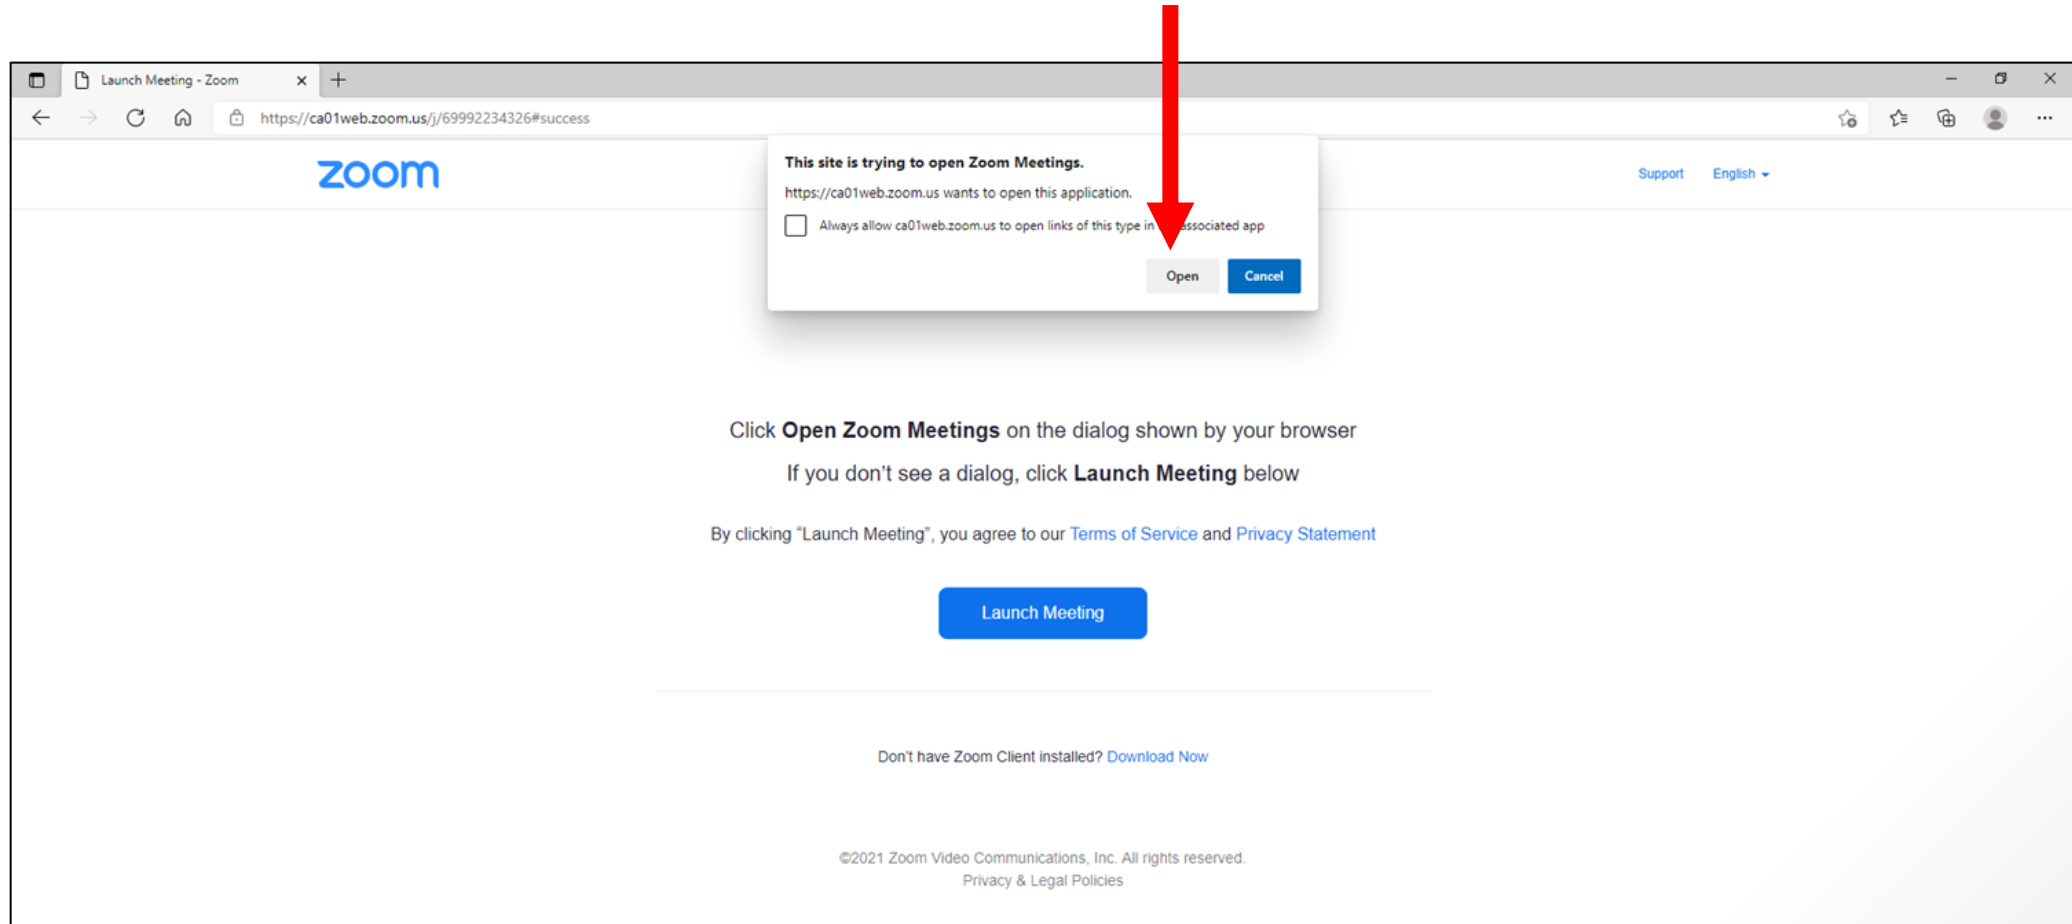 Launch Meeting - Zoom
https://ca01web.zoom.us/j/69992234326#success
zoom
This site is trying to open Zoom Meetings.
https://ca01web.zoom.us wants to open this application.
Always allow ca01web.zoom.us to open links of this type in associated app
Open Cancel
Support English
Click Open Zoom Meetings on the dialog shown by your browser
If you don't see a dialog, click Launch Meeting below
By clicking “Launch Meeting”, you agree to our Terms of Service and Privacy Statement
Launch Meeting
Don't have Zoom Client installed? Download Now
©2021 Zoom Video Communications, Inc. All rights reserved.
Privacy & Legal Policies